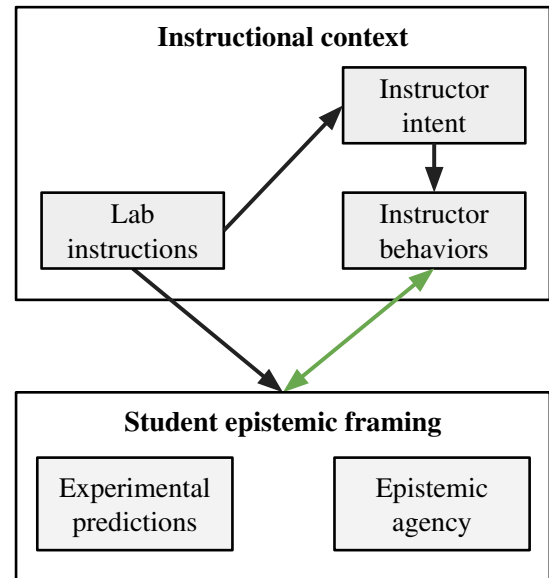 Instructional context
Instructor
intent
Lab
instructions
Instructor
behaviors
Student epistemic framing
Experimental
predictions
Epistemic
agency